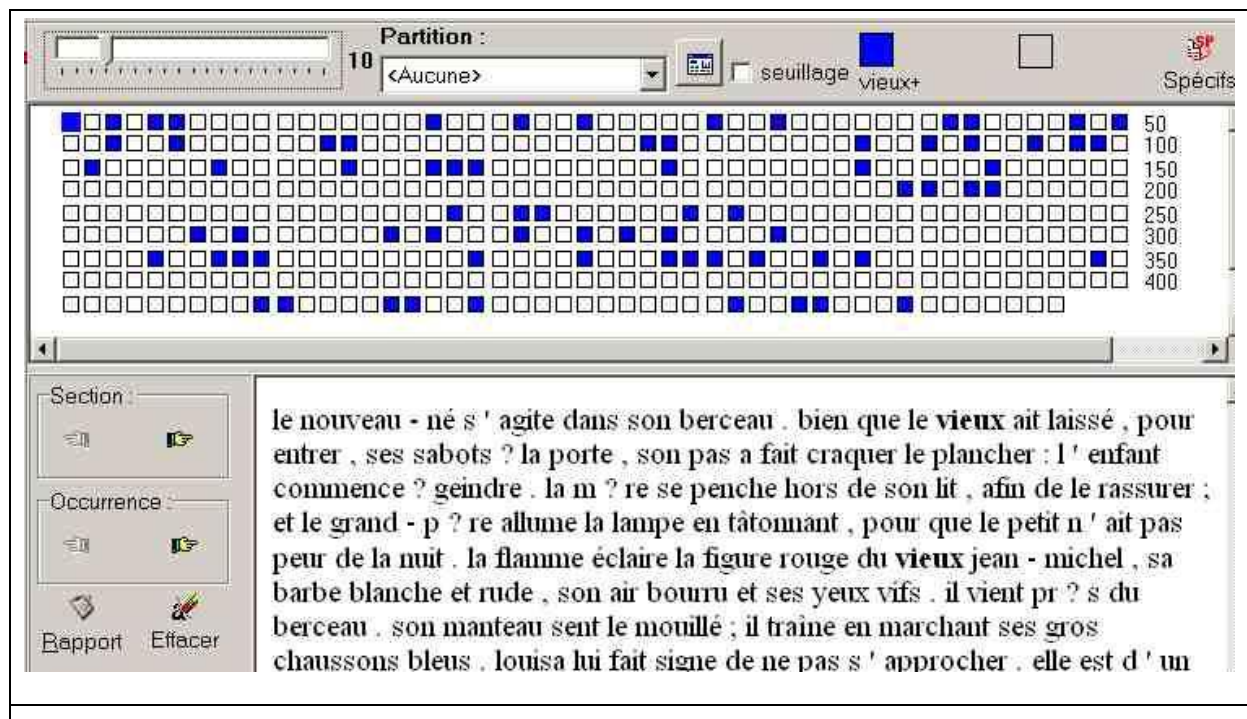 Partition :
10
<Aucune>
seuillage
vieux+
SP
Spécifs
50
100
150
200
250
300
350
400
Section :
Occurrence :
Rapport
Effacer
le nouveau - né s ' agite dans son berceau . bien que le vieux ait laissé , pour
entrer , ses sabots ? la porte , son pas a fait craquer le plancher : l ' enfant
commence ? geindre . la m ? re se penche hors de son lit , afin de le rassurer ;
et le grand - p ? re allume la lampe en tâtonnant , pour que le petit n ' ait pas
peur de la nuit . la flamme éclaire la figure rouge du vieux jean - michel , sa
barbe blanche et rude , son air bourru et ses yeux vifs . il vient pr ? s du
berceau . son manteau sent le mouillé ; il traîne en marchant ses gros
chaussons bleus . louisa lui fait signe de ne pas s ' approcher . elle est d ' un